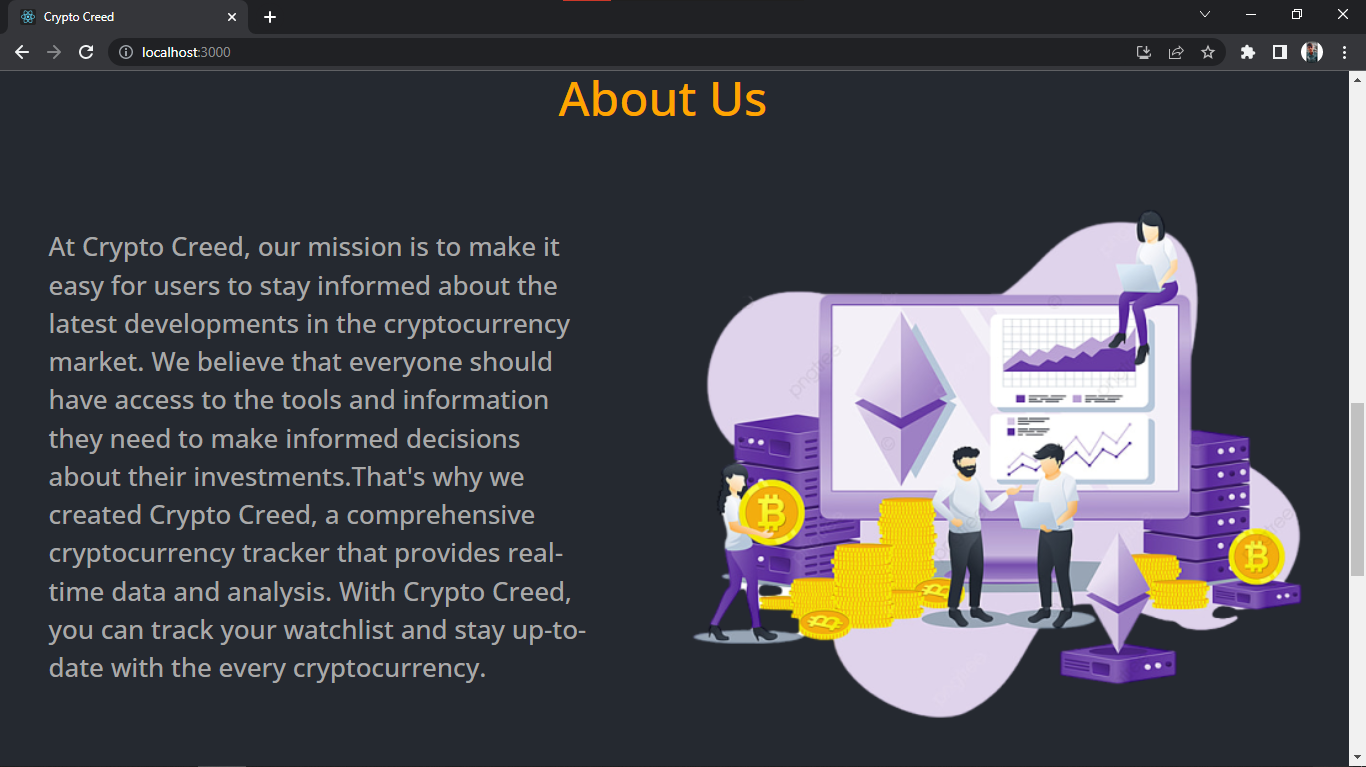 Crypto Creed
localhost:3000
About Us
At Crypto Creed, our mission is to make it
easy for users to stay informed about the
latest developments in the cryptocurrency
market. We believe that everyone should
have access to the tools and information
they need to make informed decisions
about their investments.That's why we
created Crypto Creed, a comprehensive
cryptocurrency tracker that provides real-
time data and analysis. With Crypto Creed,
you can track your watchlist and stay up-to-
date with the every cryptocurrency.
pngtree
pngtree